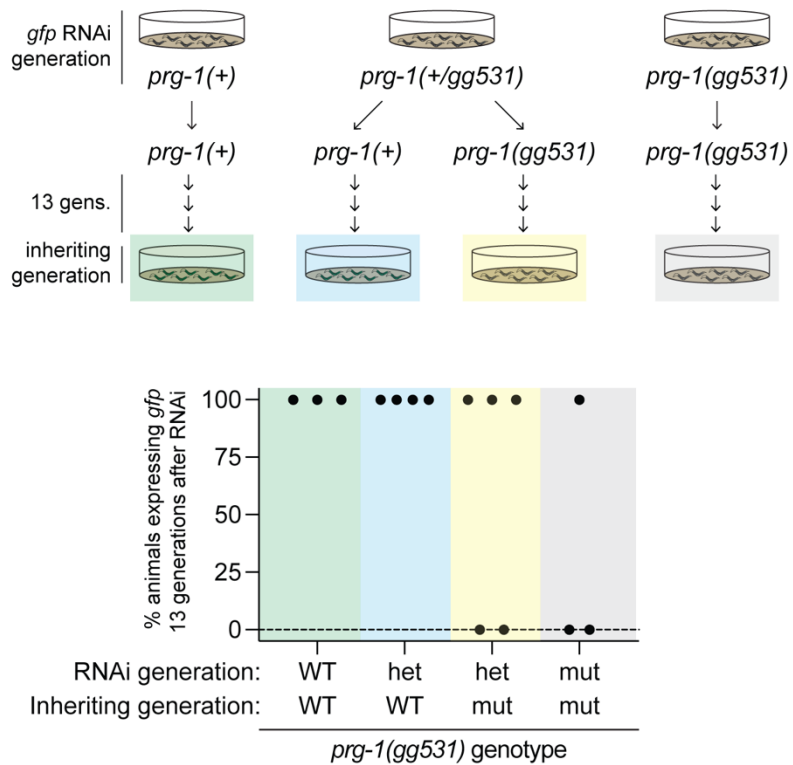 gfp RNAi
generation
prg-1(+)
prg-1(+/gg531)
prg-1(gg531)
prg-1(+)
prg-1(+)
prg-1(gg531)
prg-1(gg531)
13 gens.
inheriting
generation
% animals expressing gfp
13 generations after RNAi
100
75
50
25
0
RNAi generation: WT het het mut
Inheriting generation: WT WT mut mut
prg-1(gg531) genotype